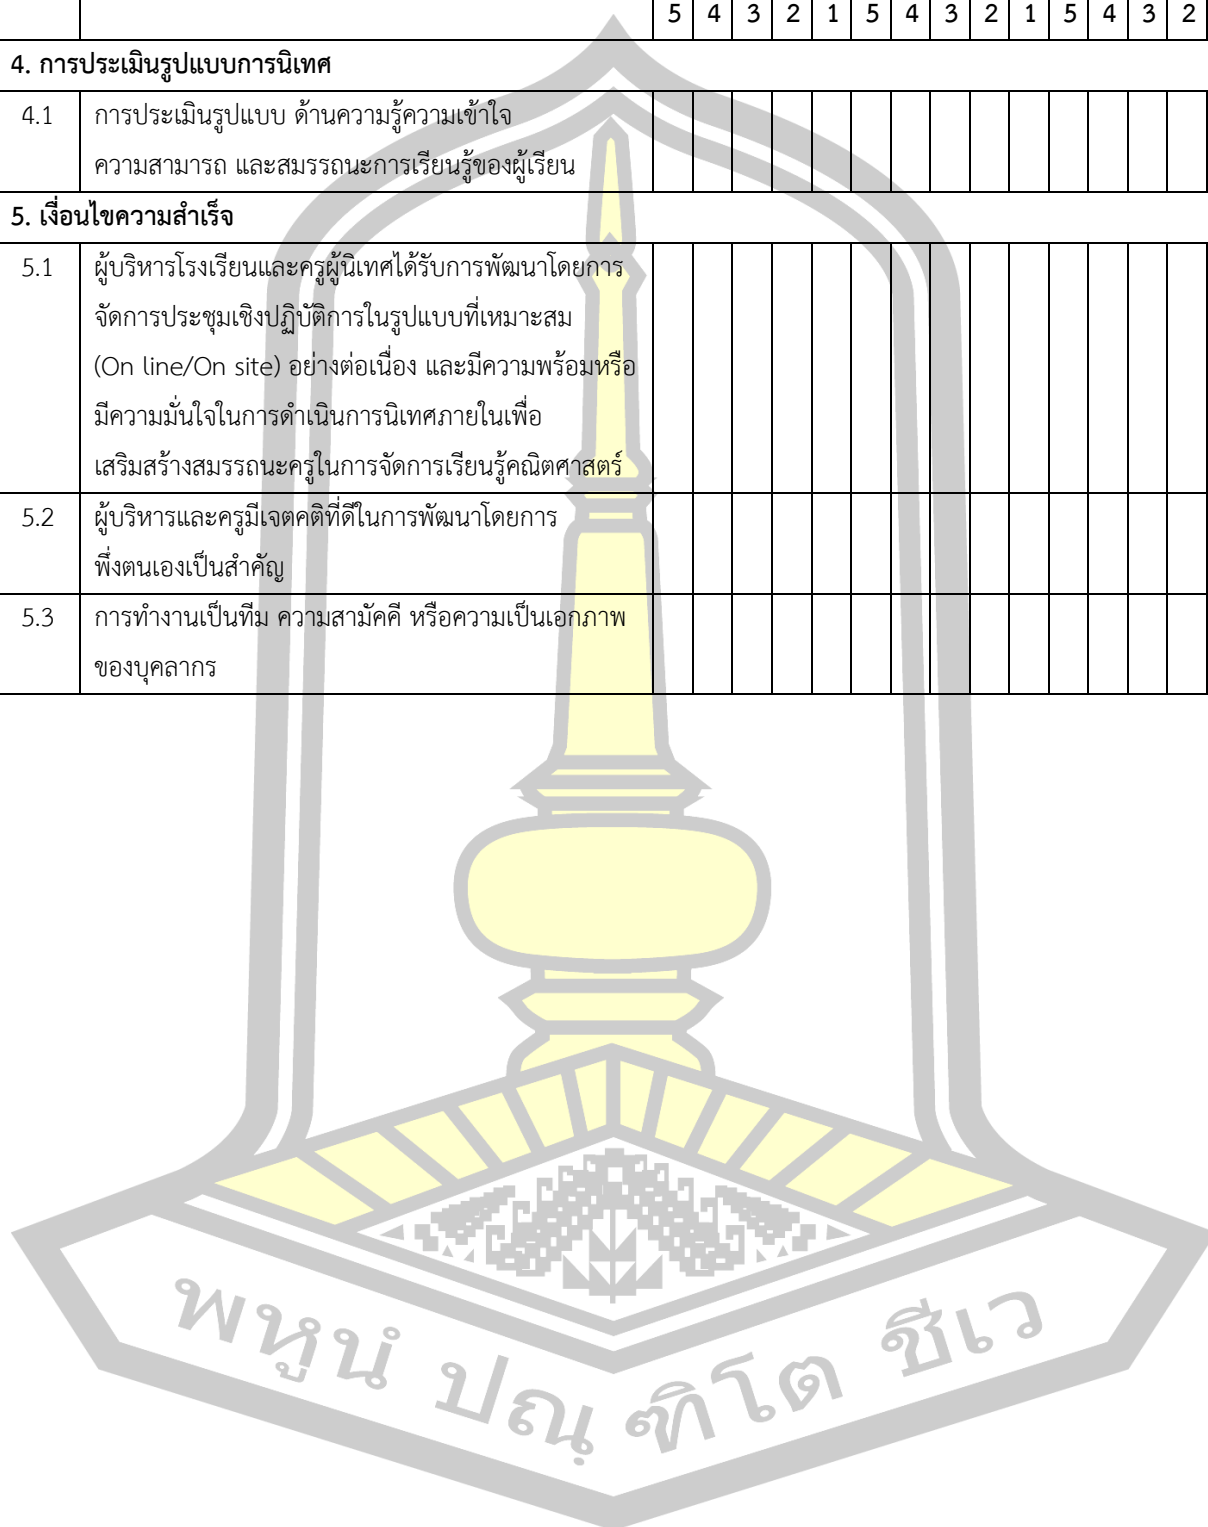 5 4 3 2 1 5 4 3 2 1 5 4 3 2
4. การประเมินรูปแบบการนิเทศ
4.1 การประเมินรูปแบบ ด้านความรู้ความเข้าใจ
ความสามารถ และสมรรถนะการเรียนรู้ของผู้เรียน
5. เงื่อนไขความสำเร็จ
5.1 ผู้บริหารโรงเรียนและครูผู้นิเทศได้รับการพัฒนาโดยการ
จัดการประชุมเชิงปฏิบัติการในรูปแบบที่เหมาะสม
(On line/On site) อย่างต่อเนื่อง และมีความพร้อมหรือ
มีความมั่นใจในการดำเนินการนิเทศภายในเพื่อ
เสริมสร้างสมรรถนะครูในการจัดการเรียนรู้คณิตศาสตร์
5.2 ผู้บริหารและครูมีเจตคติที่ดีในการพัฒนาโดยการ
พึ่งตนเองเป็นสำคัญ
5.3 การทำงานเป็นทีม ความสามัคคี หรือความเป็นเอกภาพ
ของบุคลากร
พหูนํ ปณฺฑิโต ชีเว